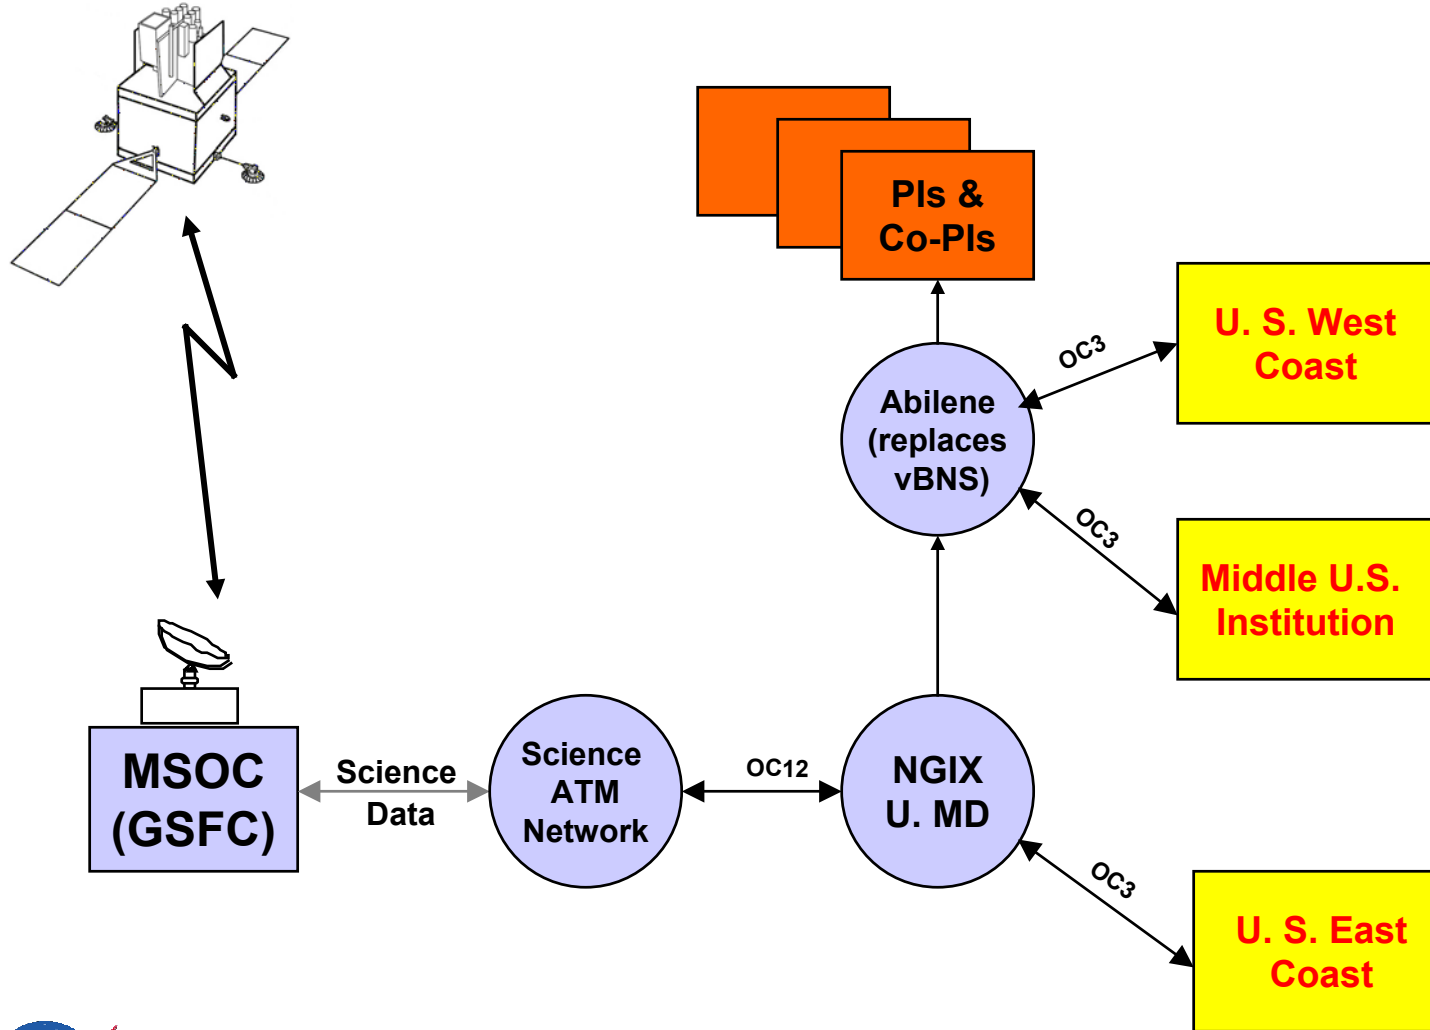 PIs &
Co-PIs
U. S. West
Coast
OC3
Abilene
(replaces
vBNS)
OC3
Middle U.S.
Institution
MSOC
(GSFC)
Science
Data
Science
ATM
Network
OC12
NGIX
U. MD
OC3
U. S. East
Coast